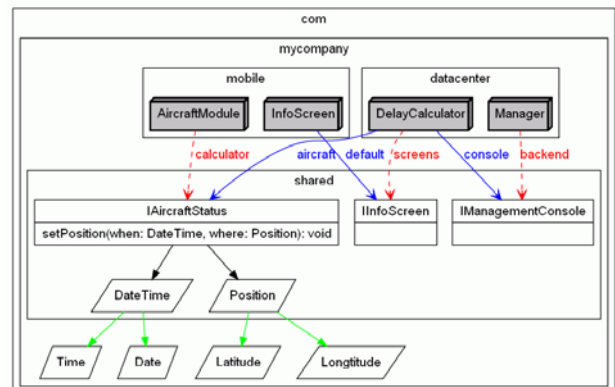 com
mycompany
mobile
datacenter
AircraftModule
InfoScreen
DelayCalculator
Manager
calculator
aircraft
default
screens
console
backend
shared
IAircraftStatus
IInfoScreen
IManagementConsole
setPosition(when: DateTime, where: Position): void
DateTime
Position
Time
Date
Latitude
Longtitude